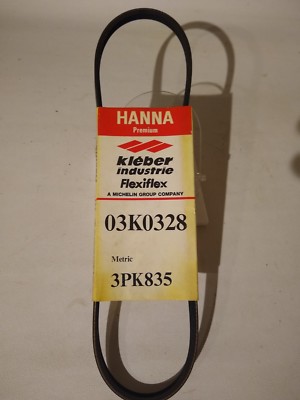 HANNA
Premium
kléber
industrie
Flexiflex
A MICHELIN GROUP COMPANY
03K0328
Metric
3PK835